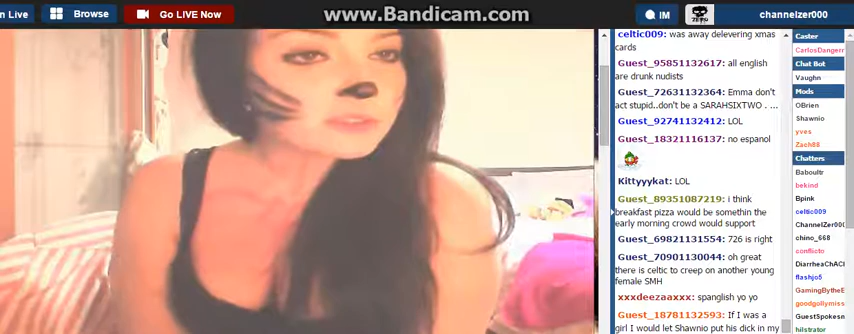 n Live
Browse
Go LIVE Now
www.Bandicam.com
IM
channelzer000
celtic009: was away delevering xmas
cards
Guest_95851132617: all english
are drunk nudists
Guest_72631132364: Emma don't
act stupid..don't be a SARAHSIXTWO . ...
Guest_92741132412: LOL
Guest_18321116137: no espanol
Kittyyykat: LOL
Guest_89351087219: i think
breakfast pizza would be somethin the
early morning crowd would support
Guest_69821131554: 726 is right
Guest_70901130044: oh great
there is celtic to creep on another young
female SMH
xxxdeezaaxxx: spanglish yo yo
Guest_18781132593: If I was a
girl I would let Shawnio put his dick in my
Caster
CarlosDangerr
Chat Bot
Vaughn
Mods
OBrien
Shawnio
yves
Zach88
Chatters
Baboultr
bekind
Bpink
celtic009
ChannelZer00
chino_668
conflicto
DiarrheaChACH
flashjo5
GamingBytheE
goodgollymiss
GuestSpokesn
hilstrator